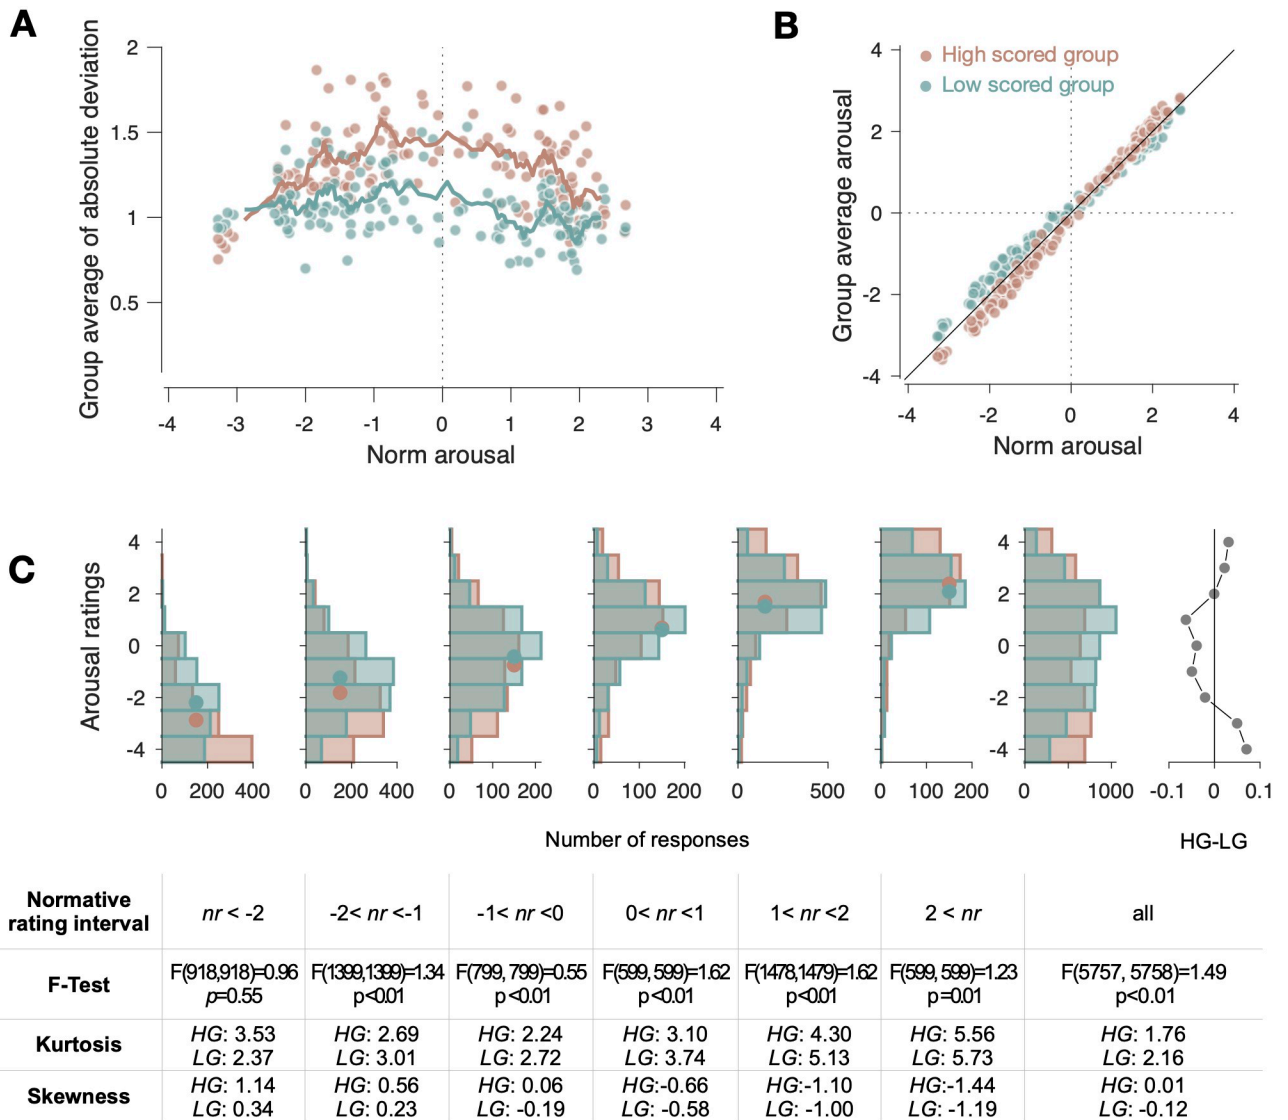 A
Group average of absolute deviation
2
1.5
1
0.5
-4 -3 -2 -1 0 1 2 3 4
Norm arousal
B
High scored group
Low scored group
Group average arousal
4
2
0
-2
-4
-4 -2 0 2 4
Norm arousal
C
Arousal ratings
4
2
0
-2
-4
0 200 400 0 200 400 0 100 200 0 100 200 0 500 0 100 200 0 1000 -0.1 0 0.1
Number of responses
HG-LG
Normative
rating interval
nr < -2
-2< nr <-1
-1< nr <0
0< nr <1
1< nr <2
2 < nr
all
F-Test
F(918,918)=0.96
p=0.55
F(1399,1399)=1.34
p<0.01
F(799, 799)=0.55
p<0.01
F(599, 599)=1.62
p<0.01
F(1478,1479)=1.62
p<0.01
F(599, 599)=1.23
p=0.01
F(5757, 5758)=1.49
p<0.01
Kurtosis
HG: 3.53
LG: 2.37
HG: 2.69
LG: 3.01
HG: 2.24
LG: 2.72
HG: 3.10
LG: 3.74
HG: 4.30
LG: 5.13
HG: 5.56
LG: 5.73
HG: 1.76
LG: 2.16
Skewness
HG: 1.14
LG: 0.34
HG: 0.56
LG: 0.23
HG: 0.06
LG: -0.19
HG:-0.66
LG: -0.58
HG:-1.10
LG: -1.00
HG:-1.44
LG: -1.19
HG: 0.01
LG: -0.12